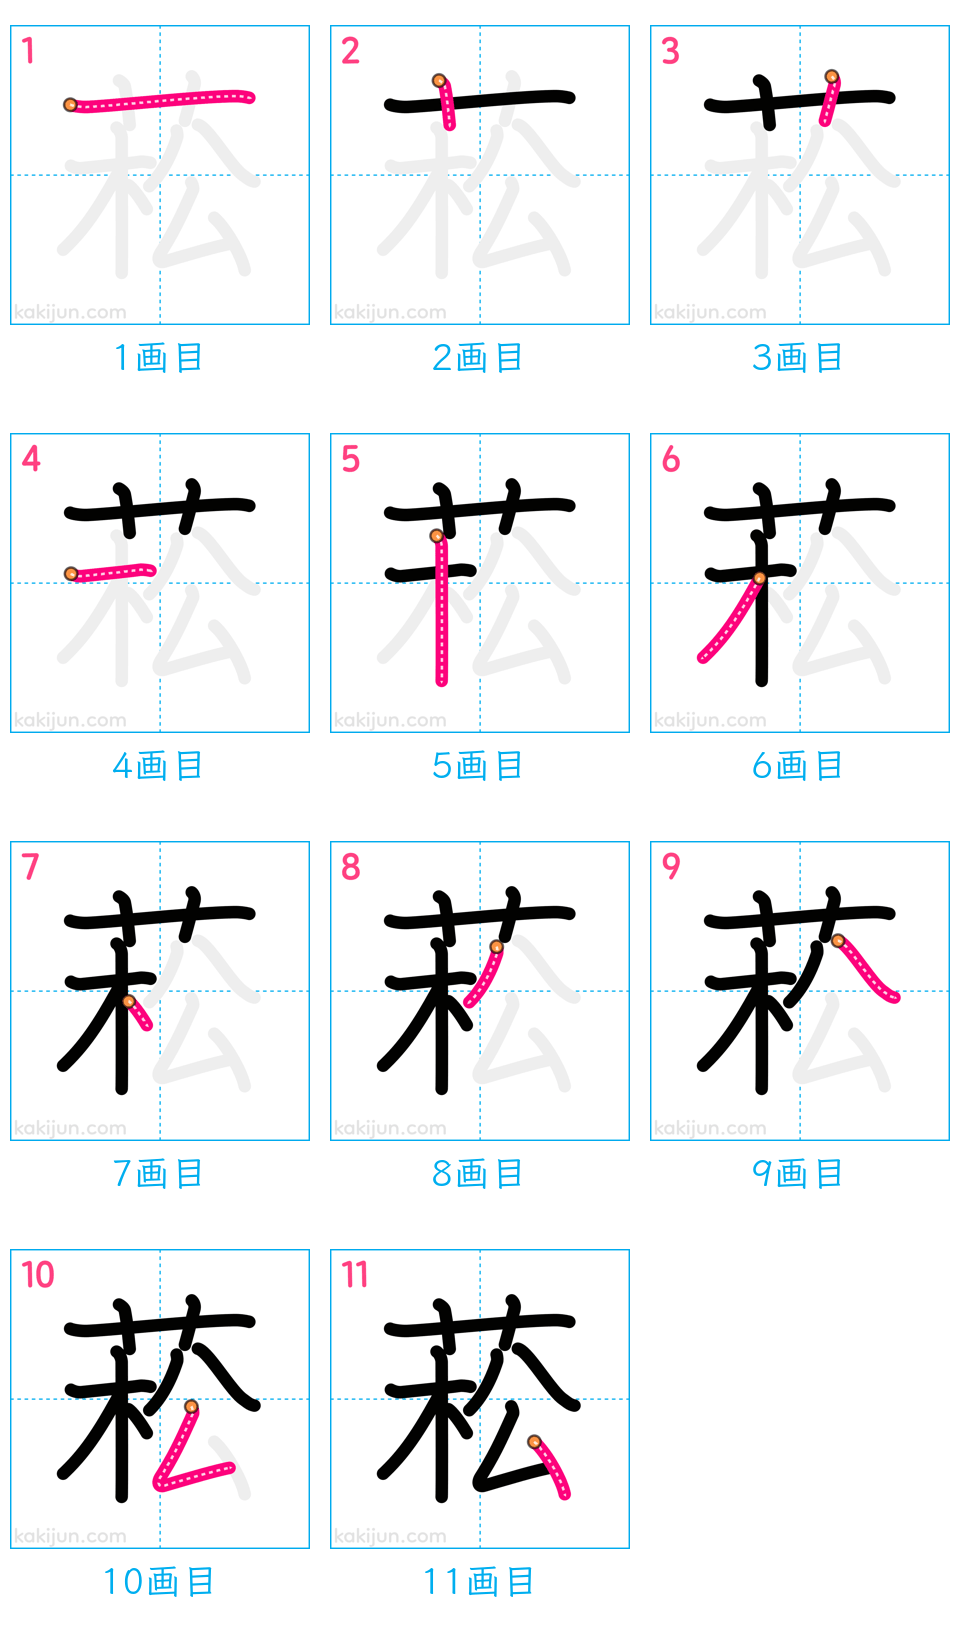 1 2 3
kakijun.com kakijun.com kakijun.com
1画目 2画目 3画目
4 5 6
kakijun.com kakijun.com kakijun.com
4画目 5画目 6画目
7 8 9
kakijun.com kakijun.com kakijun.com
7画目 8画目 9画目
10 11
菘 菘
kakijun.com kakijun.com
10画目 11画目